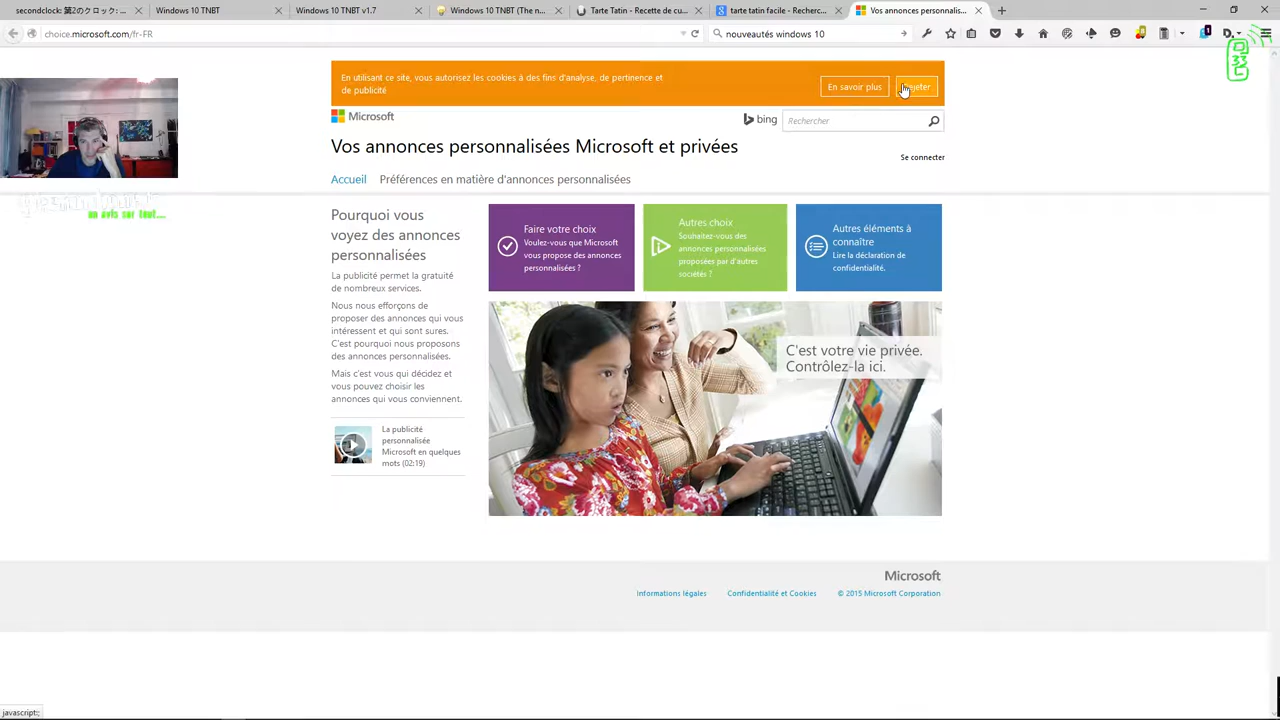 secondclock: 第2のクロック:
Windows 10 TNBT
Windows 10 TNBT v1.7
Windows 10 TNBT (The n...
Tarte Tatin - Recette de cu...
tarte tatin facile - Recherc...
Vos annonces personnalis...
choice.microsoft.com/fr-FR
nouveautés windows 10
En utilisant ce site, vous autorisez les cookies à des fins d'analyse, de pertinence et
de publicité
En savoir plus
Microsoft
bing
Rechercher
Vos annonces personnalisées Microsoft et privées
Se connecter
Accueil
Préférences en matière d'annonces personnalisées
un avis sur tout...
Pourquoi vous
voyez des annonces
personnalisées
La publicité permet la gratuité
de nombreux services.
Nous nous efforçons de
proposer des annonces qui vous
intéressent et qui sont sures.
C'est pourquoi nous proposons
des annonces personnalisées.
Mais c'est vous qui décidez et
vous pouvez choisir les
annonces qui vous conviennent.
La publicité
personnalisée
Microsoft en quelques
mots (02:19)
Faire votre choix
Voulez-vous que Microsoft
vous propose des annonces
personnalisées ?
Autres choix
Souhaitez-vous des
annonces personnalisées
proposées par d'autres
sociétés ?
Autres éléments à
connaître
Lire la déclaration de
confidentialité.
C'est votre vie privée.
Contrôlez-la ici.
Microsoft
Informations légales
Confidentialité et Cookies
© 2015 Microsoft Corporation
javascript:;